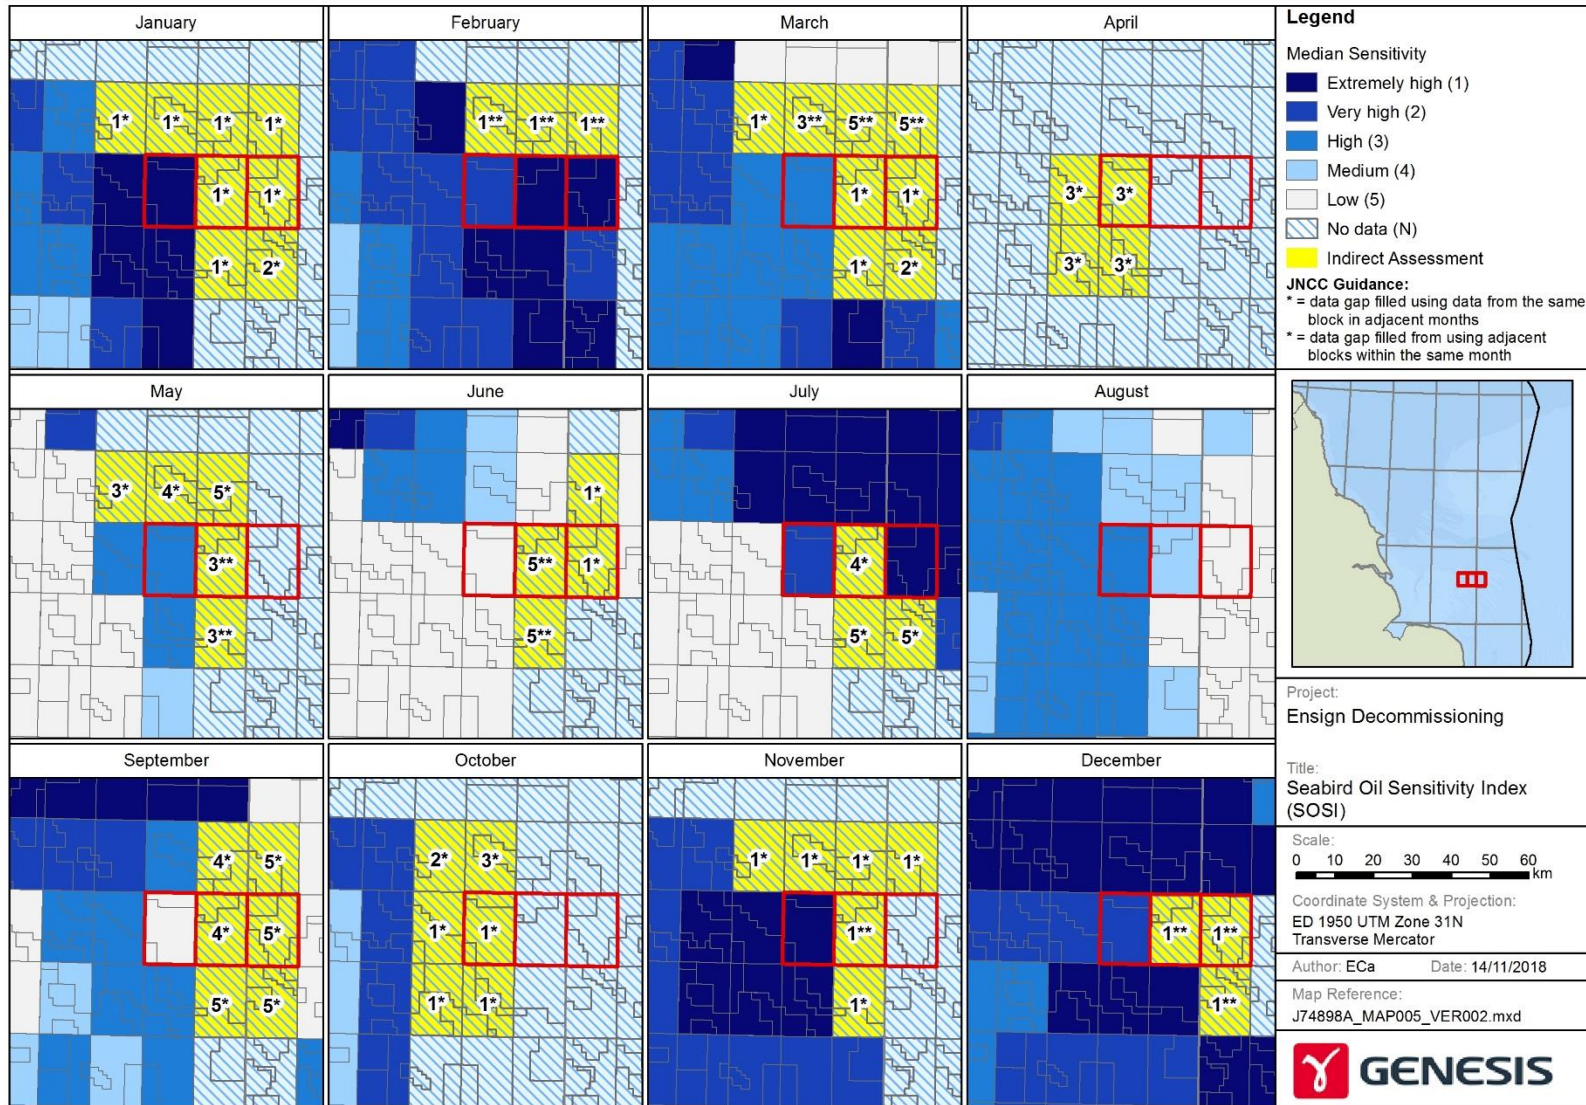 January
February
March
April
1* 1* 1* 1*
1* 1*
1* 2*
1** 1** 1**
1* 3** 5** 5**
1* 1*
1* 2*
3* 3*
3* 3*
May
June
July
August
3* 4* 5*
3**
3**
1*
5** 1*
5**
4*
5* 5*
September
October
November
December
4* 5*
4* 5*
5* 5*
2* 3*
1* 1*
1* 1*
1* 1* 1* 1*
1**
1*
1** 1**
1**
Legend
Median Sensitivity
Extremely high (1)
Very high (2)
High (3)
Medium (4)
Low (5)
No data (N)
Indirect Assessment
JNCC Guidance:
* = data gap filled using data from the same
block in adjacent months
* = data gap filled from using adjacent
blocks within the same month
Project:
Ensign Decommissioning
Title:
Seabird Oil Sensitivity Index
(SOSI)
Scale:
0 10 20 30 40 50 60
km
Coordinate System & Projection:
ED 1950 UTM Zone 31N
Transverse Mercator
Author: ECa Date: 14/11/2018
Map Reference:
J74898A_MAP005_VER002.mxd
GENESIS